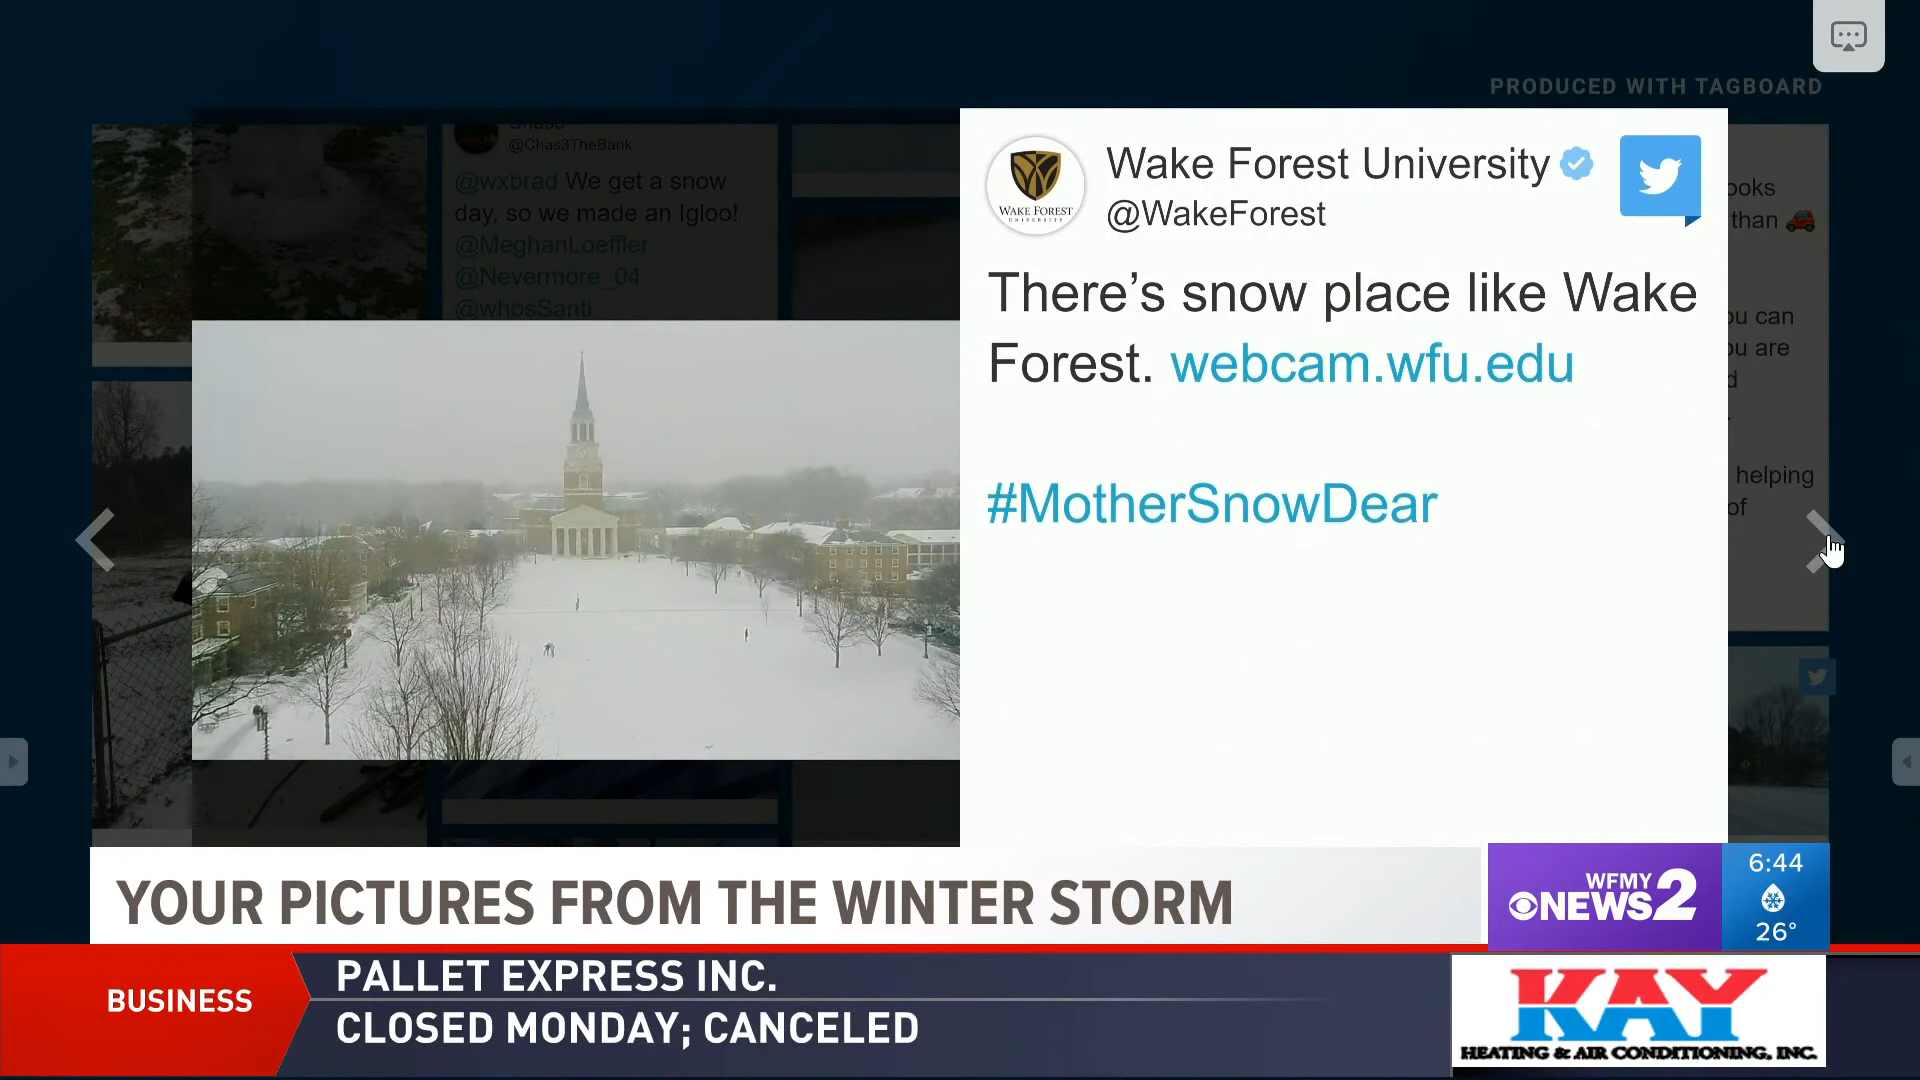 PRODUCED WITH TAGBOARD
@Chas3TheBank
@wxbrad We get a snow
day, so we made an Igloo!
@MeghanLoeffler
@Nevermore_04
@whosSanti
WAKE FOREST
UNIVERSITY
Wake Forest University
@WakeForest
There's snow place like Wake
Forest. webcam.wfu.edu
#MotherSnowDear
than
can
are
helping
of
YOUR PICTURES FROM THE WINTER STORM
WFMY
NEWS 2
6:44
26°
BUSINESS
PALLET EXPRESS INC.
CLOSED MONDAY; CANCELED
KAY
HEATING & AIR CONDITIONING, INC.